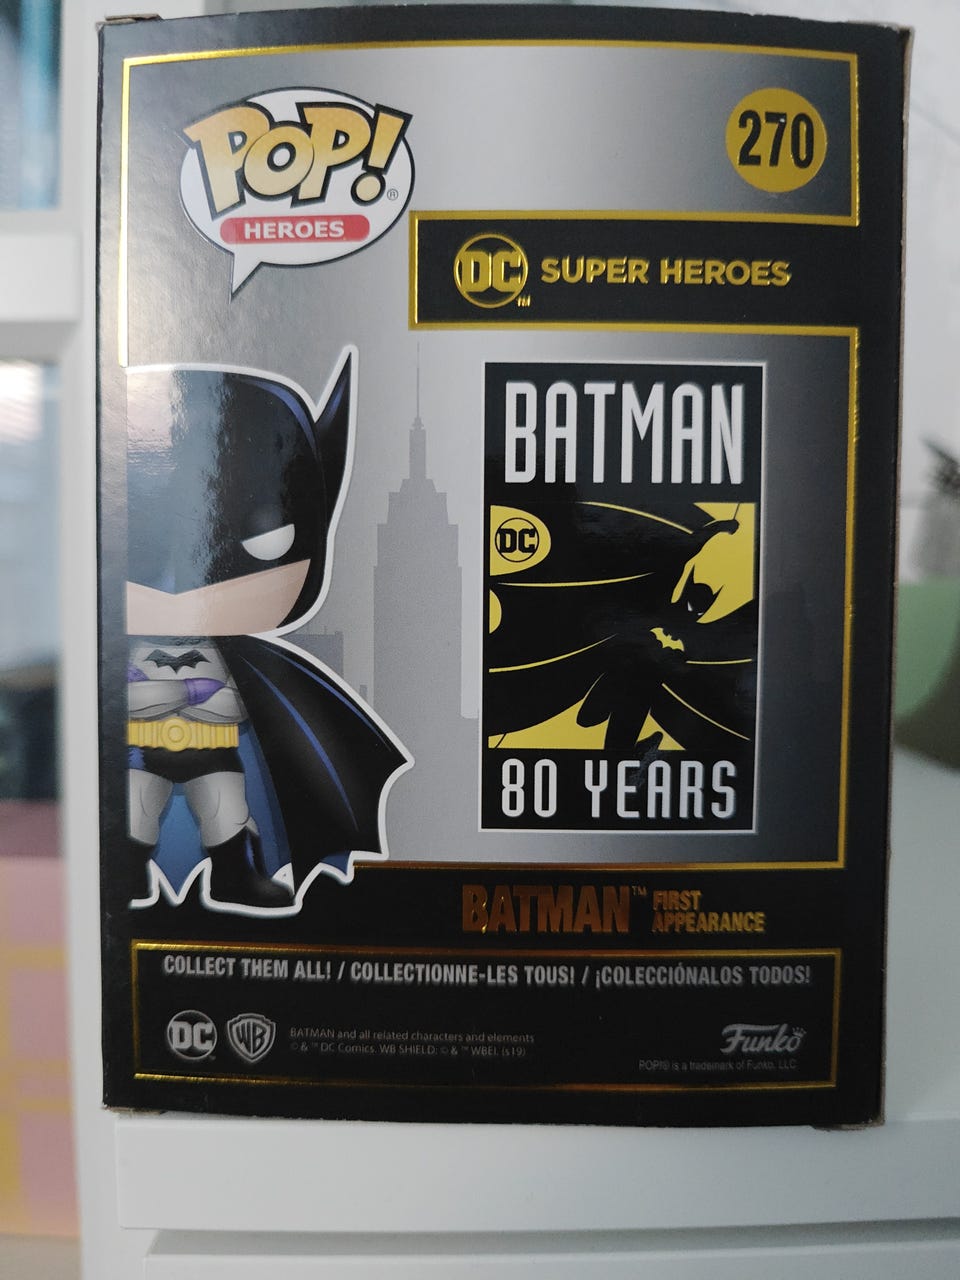 POP!®
HEROES
270
DC™ SUPER HEROES
BATMAN
DC
80 YEARS
BATMAN™ FIRST
APPEARANCE
COLLECT THEM ALL! / COLLECTIONNE-LES TOUS! / ¡COLECCIÓNALOS TODOS!
DC WB
BATMAN and all related characters and elements
© & ™ DC Comics. WB SHIELD: © & ™ WBEI. (s19)
Funko
POP!® is a trademark of Funko, LLC